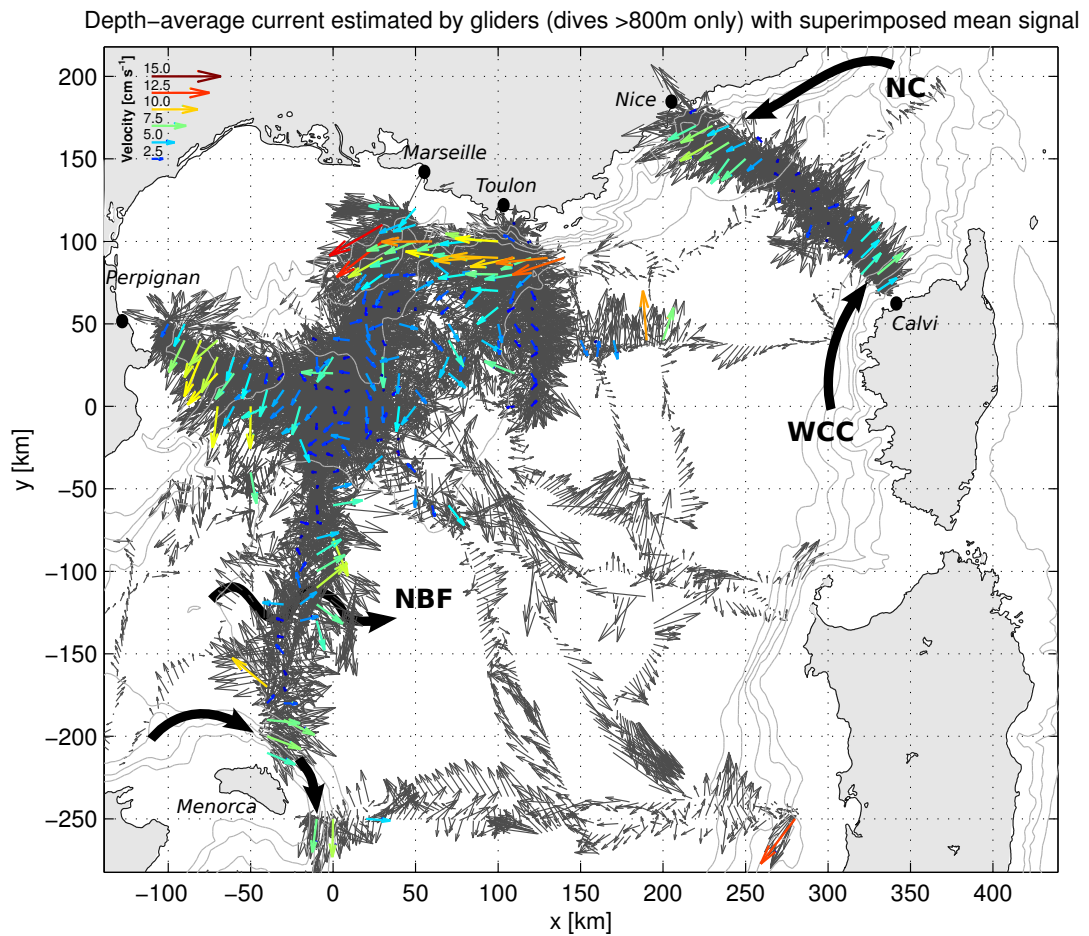 Depth−average current estimated by gliders (dives >800m only) with superimposed mean signal
Velocity [cm s-1]
15.0
12.5
10.0
7.5
5.0
2.5
Nice
NC
Marseille
Toulon
Perpignan
Calvi
WCC
NBF
Menorca
y [km]
200
150
100
50
0
−50
−100
−150
−200
−250
−100 −50 0 50 100 150 200 250 300 350 400
x [km]